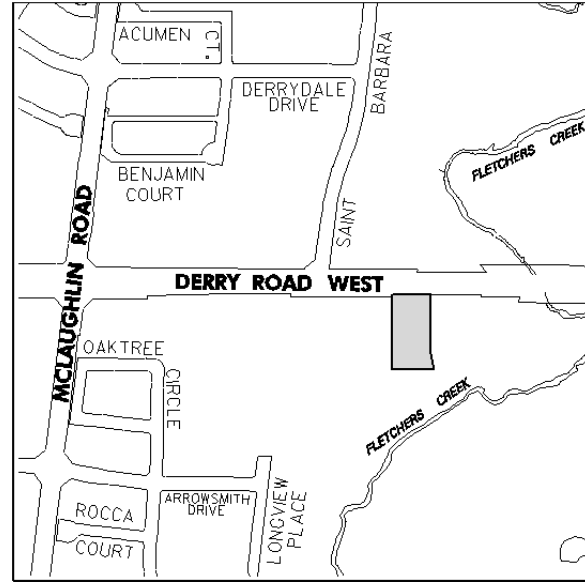 ACUMEN
CT.
BARBARA
DERRYDALE
DRIVE
FLETCHERS CREEK
BENJAMIN
COURT
SAINT
MCLAUGHLIN ROAD
DERRY ROAD WEST
OAKTREE
CIRCLE
FLETCHERS CREEK
ARROWSMITH
DRIVE
LONGVIEW
PLACE
ROCCA
COURT